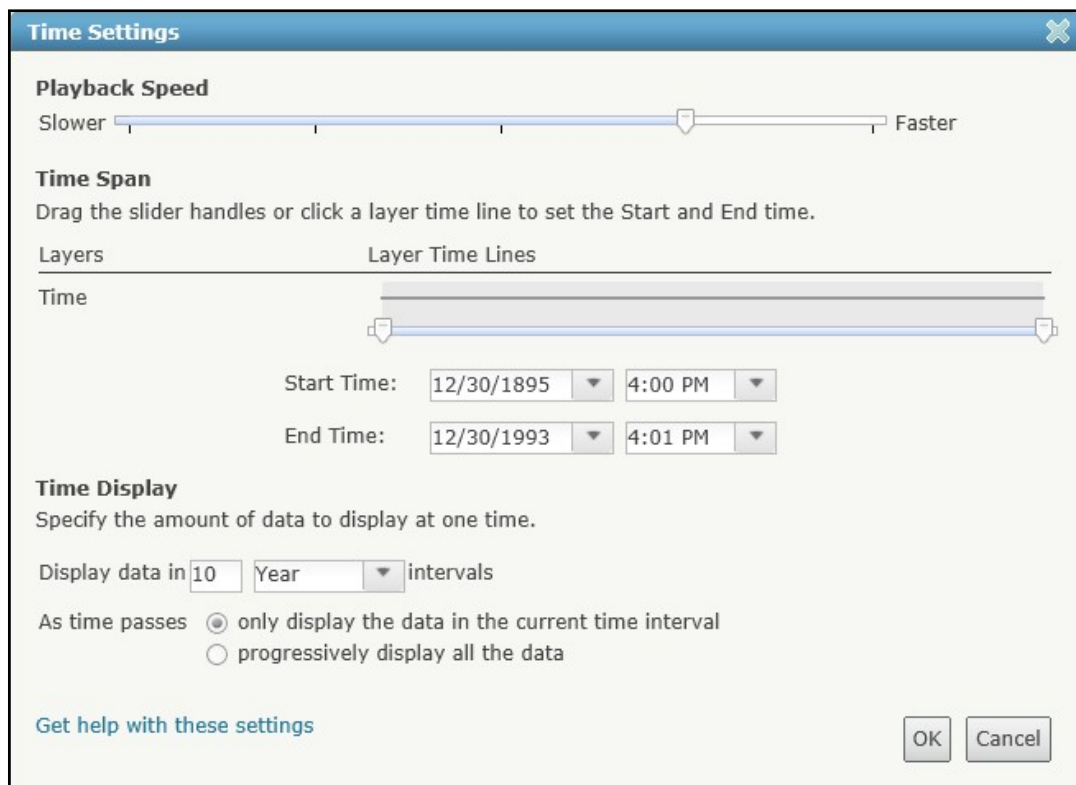 Time Settings
Playback Speed
Slower Faster
Time Span
Drag the slider handles or click a layer time line to set the Start and End time.
Layers Layer Time Lines
Time
Start Time: 12/30/1895 4:00 PM
End Time: 12/30/1993 4:01 PM
Time Display
Specify the amount of data to display at one time.
Display data in 10 Year intervals
As time passes only display the data in the current time interval
progressively display all the data
Get help with these settings OK Cancel